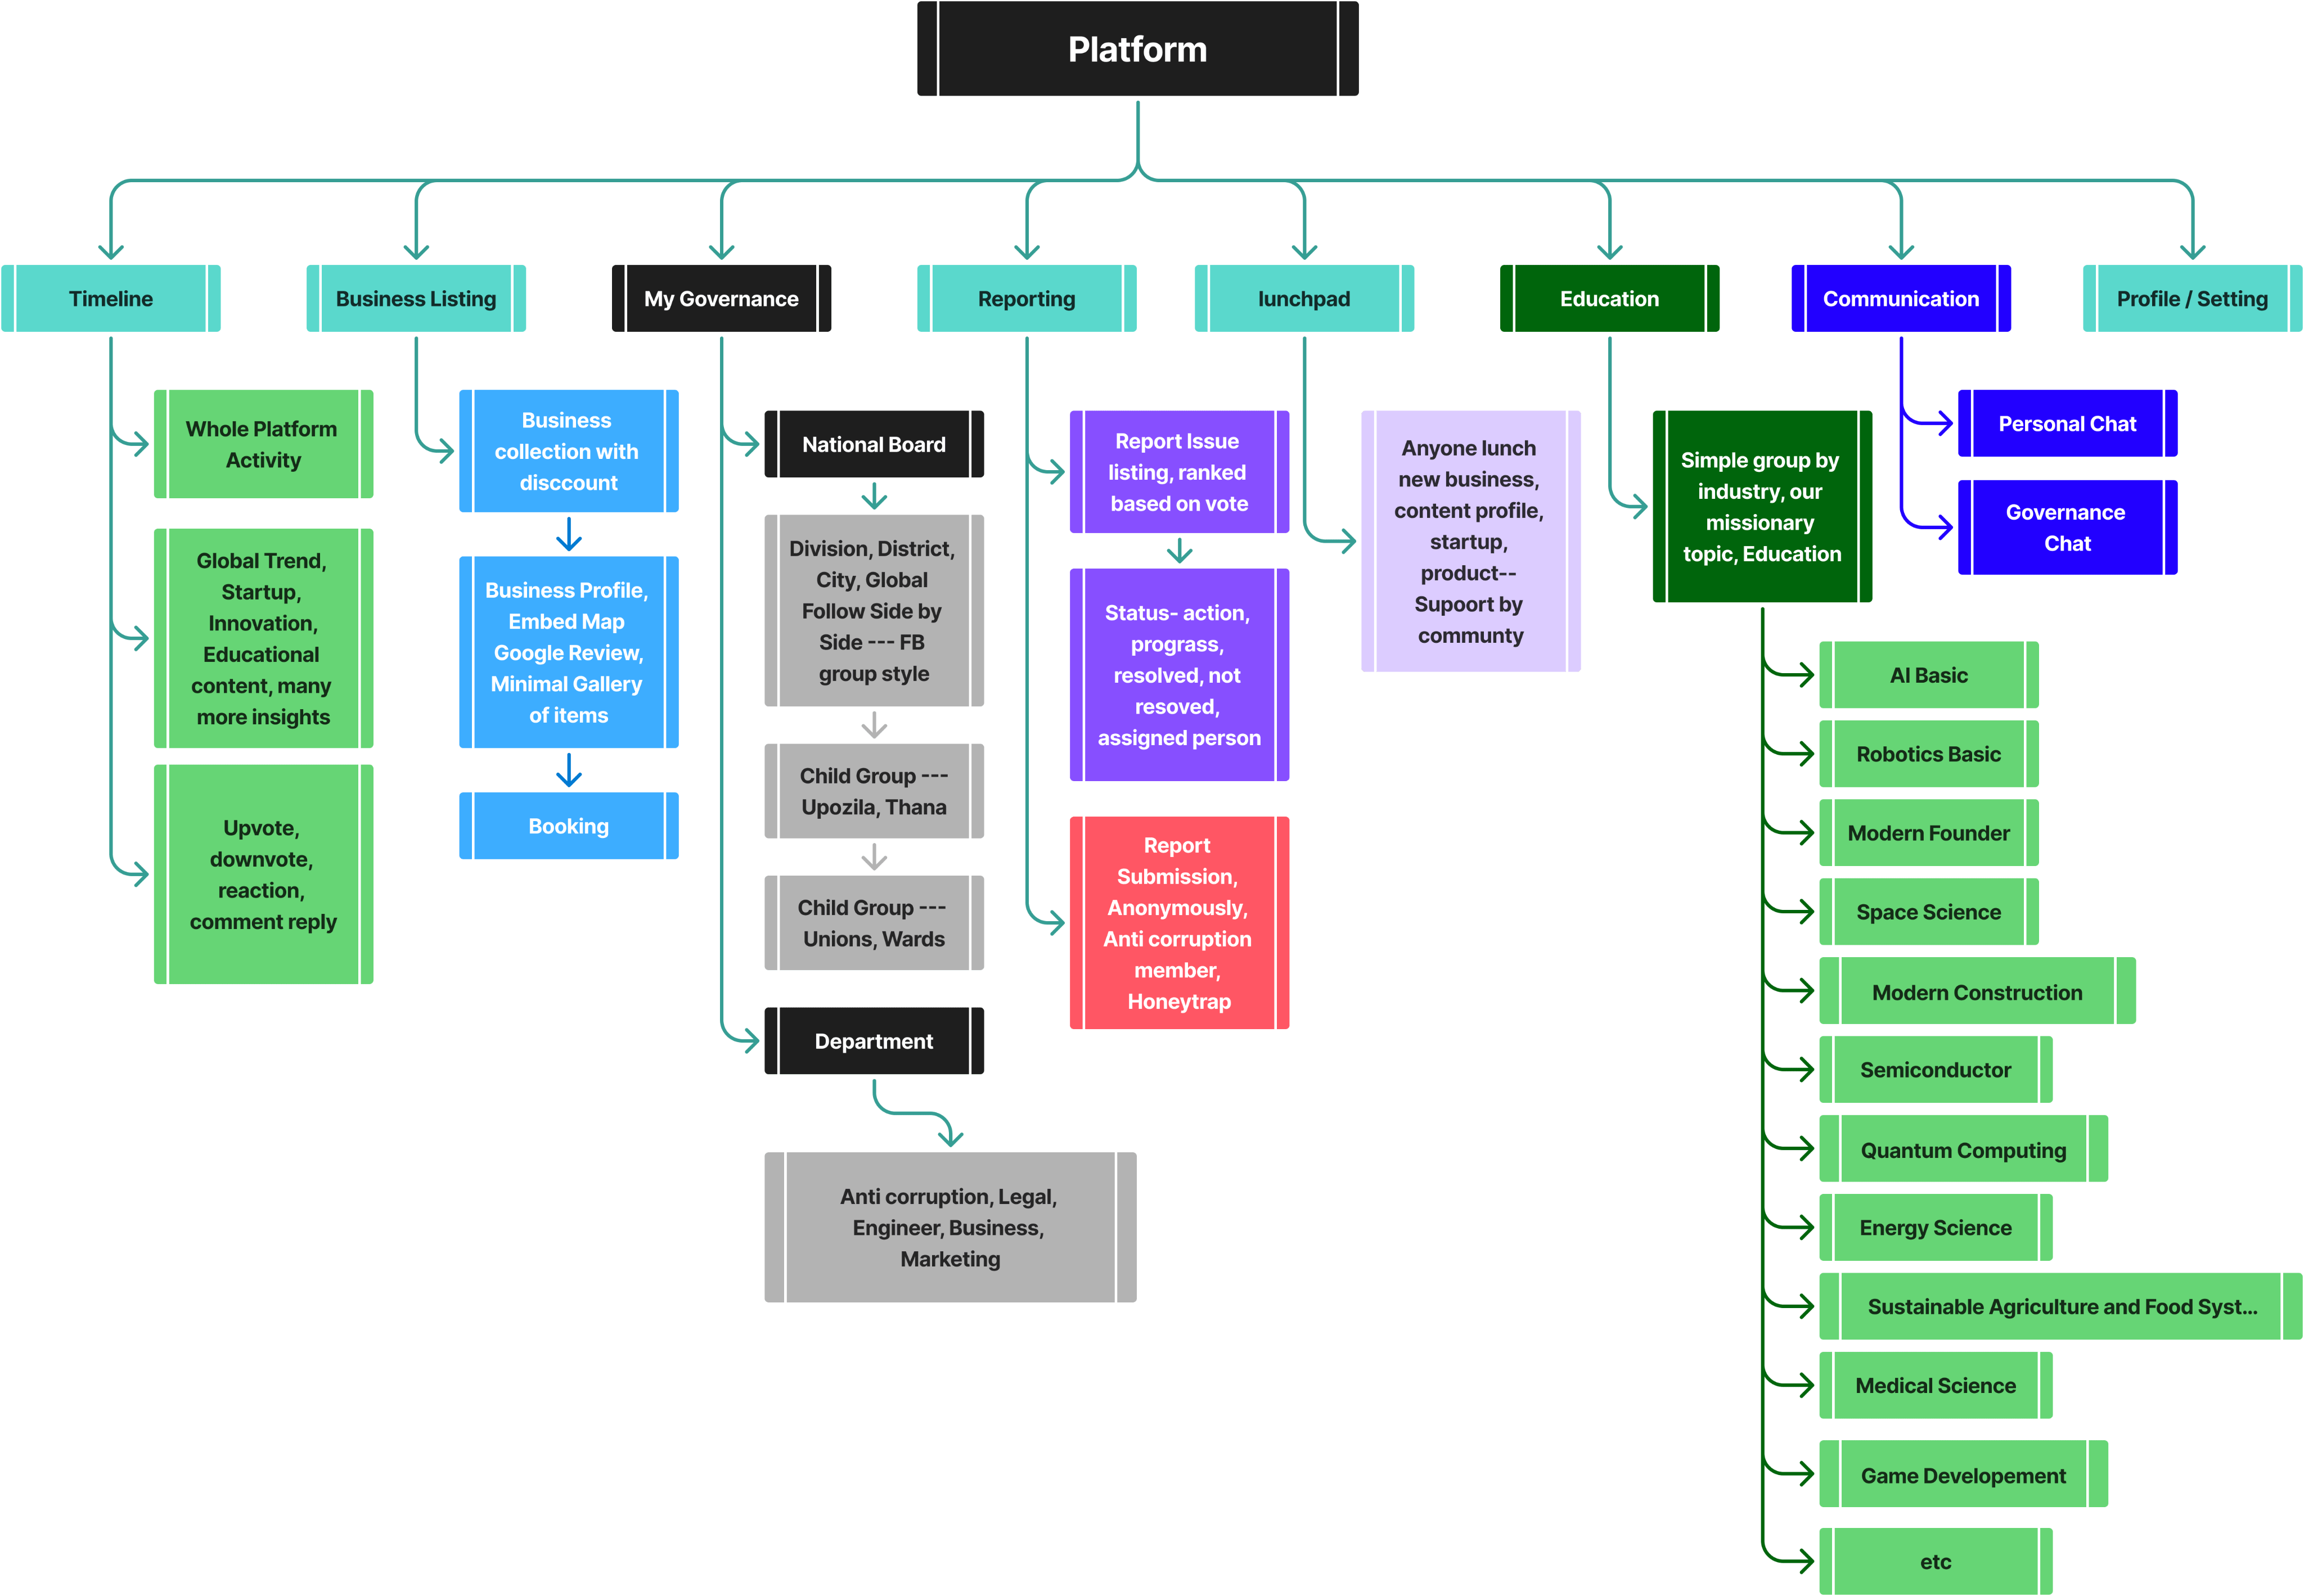 Platform
Timeline
Business Listing
My Governance
Reporting
lunchpad
Education
Communication
Profile / Setting
Whole Platform
Activity
Global Trend,
Startup,
Innovation,
Educational
content, many
more insights
Upvote,
downvote,
reaction,
comment reply
Business
collection with
disccount
Business Profile,
Embed Map
Google Review,
Minimal Gallery
of items
Booking
National Board
Division, District,
City, Global
Follow Side by
Side --- FB
group style
Child Group ---
Upozila, Thana
Child Group ---
Unions, Wards
Department
Anti corruption, Legal,
Engineer, Business,
Marketing
Report Issue
listing, ranked
based on vote
Status- action,
prograss,
resolved, not
resoved,
assigned person
Report
Submission,
Anonymously,
Anti corruption
member,
Honeytrap
Anyone lunch
new business,
content profile,
startup,
product--
Supoort by
communty
Simple group by
industry, our
missionary
topic, Education
AI Basic
Robotics Basic
Modern Founder
Space Science
Modern Construction
Semiconductor
Quantum Computing
Energy Science
Sustainable Agriculture and Food Syst...
Medical Science
Game Developement
etc
Personal Chat
Governance
Chat